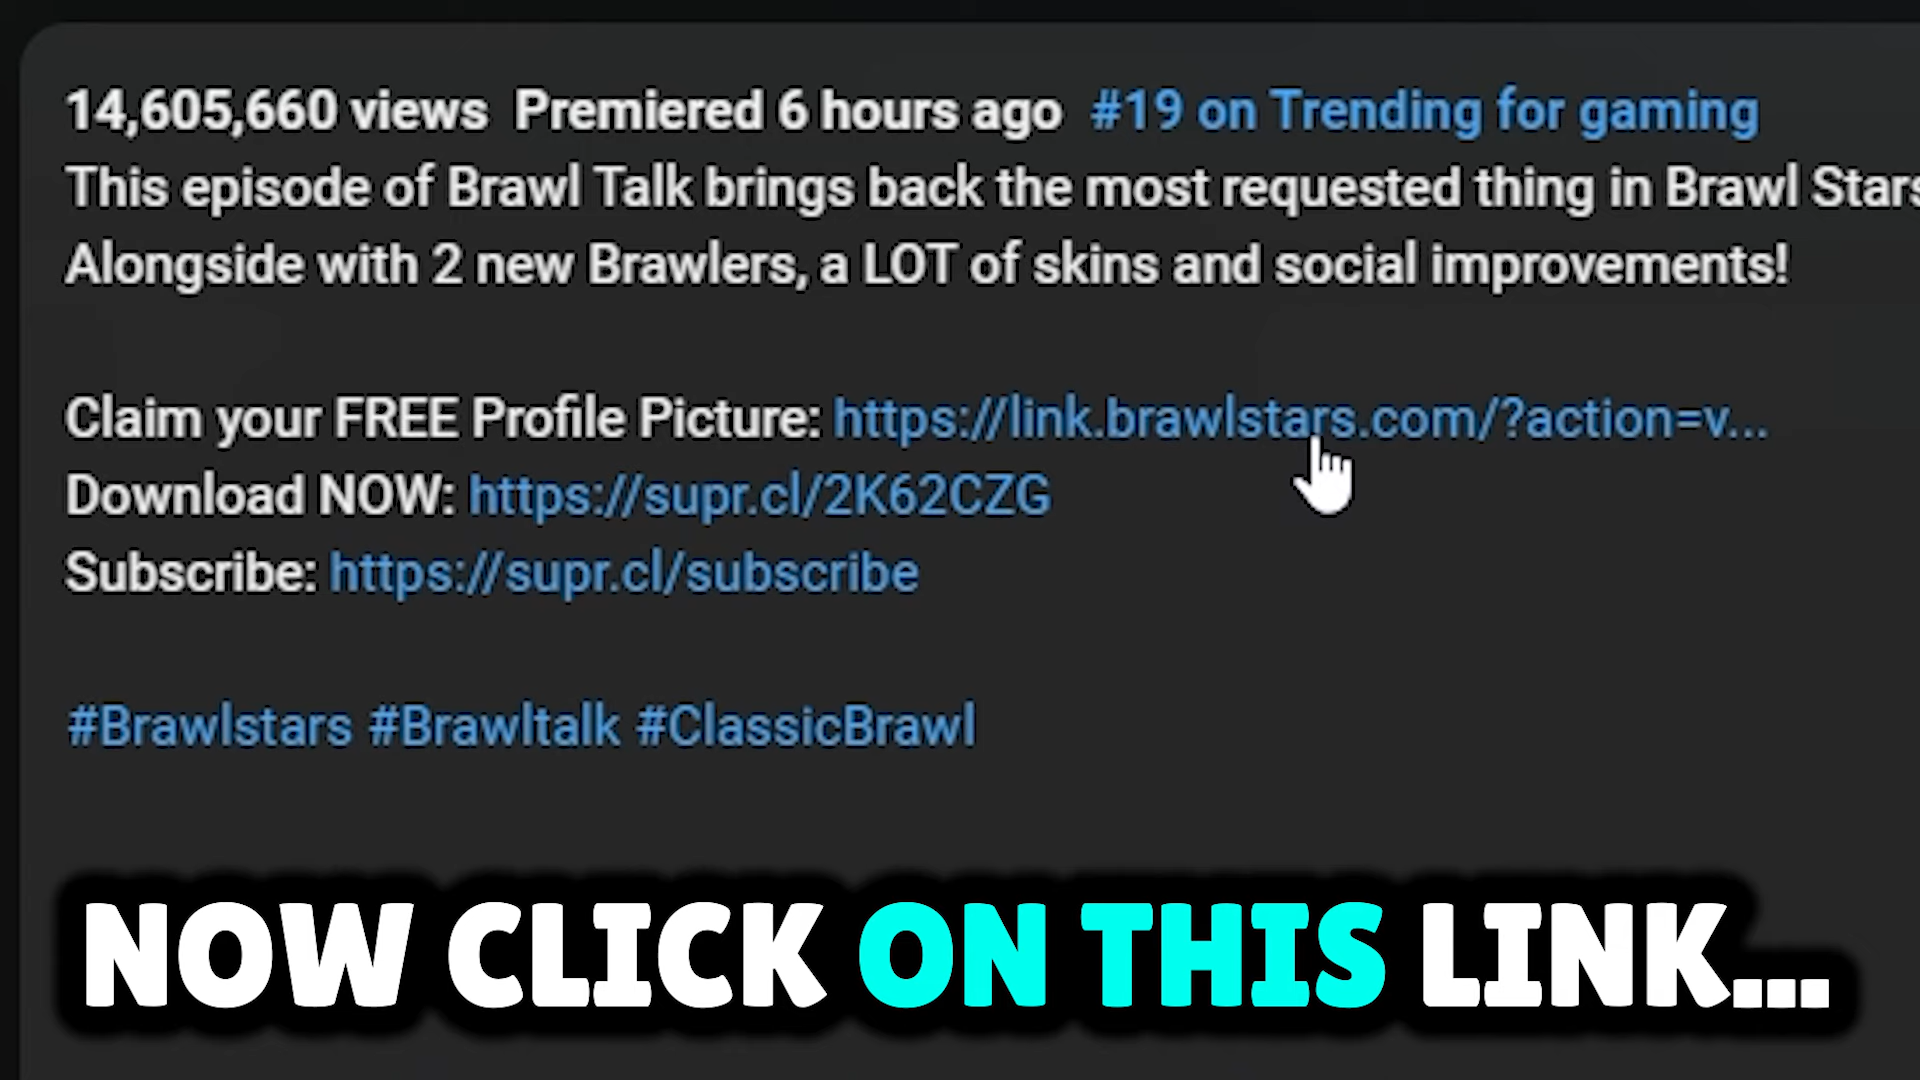 14,605,660 views Premiered 6 hours ago #19 on Trending for gaming
This episode of Brawl Talk brings back the most requested thing in Brawl Stars
Alongside with 2 new Brawlers, a LOT of skins and social improvements!
Claim your FREE Profile Picture: https://link.brawlstars.com/?action=v...
Download NOW: https://supr.cl/2K62CZG
Subscribe: https://supr.cl/subscribe
#Brawlstars #Brawltalk #ClassicBrawl
NOW CLICK ON THIS LINK...